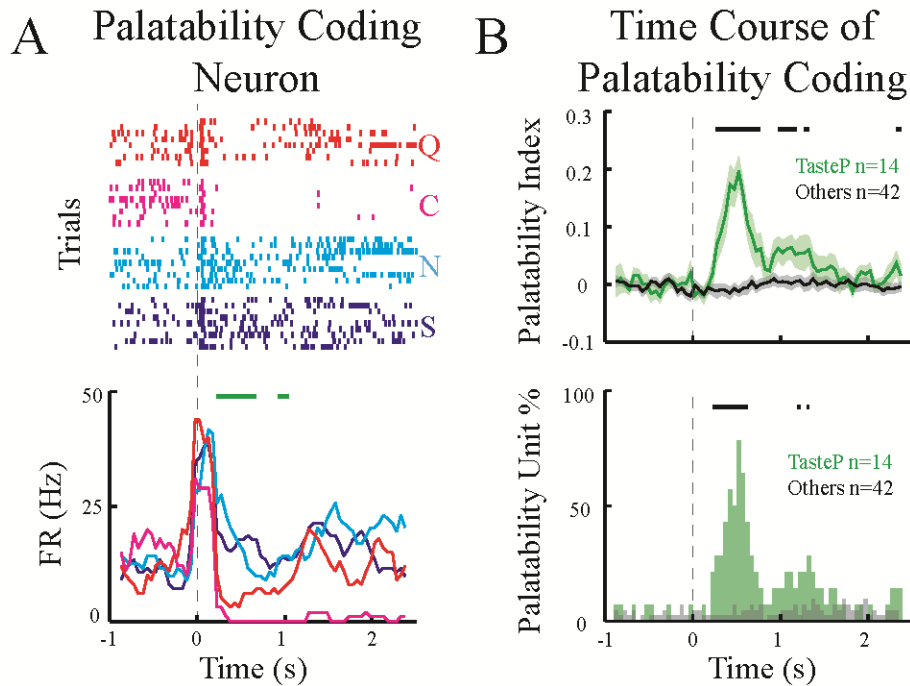 A
Palatability Coding
Neuron
Trials
Q
C
N
S
FR (Hz)
50
25
0
-1
0
1
2
Time (s)
B
Time Course of
Palatability Coding
Palatability Index
0.3
0.2
0.1
0
-0.1
TasteP n=14
Others n=42
Palatability Unit %
100
50
0
TasteP n=14
Others n=42
-1
0
1
2
Time (s)